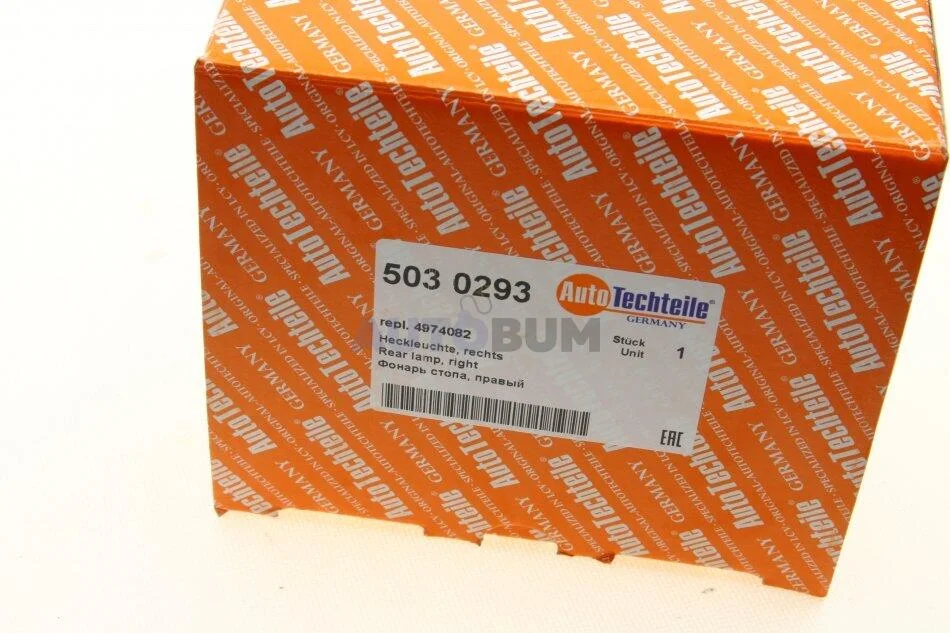 503 0293
AutoTechteile®
GERMANY
AUTOBUM
repl. 4974082
Heckleuchte, rechts
Rear lamp, right
Фонарь стопа, правый
Stück
Unit
1
EAC
AutoTechteile®
GERMANY
ORIGINAL-AUTOTECHTEILE-SPECIALIZED IN LCV